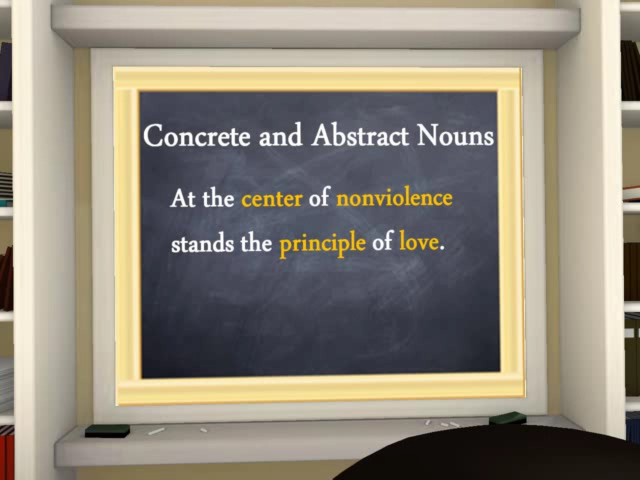 Concrete and Abstract Nouns
At the center of nonviolence
stands the principle of love.